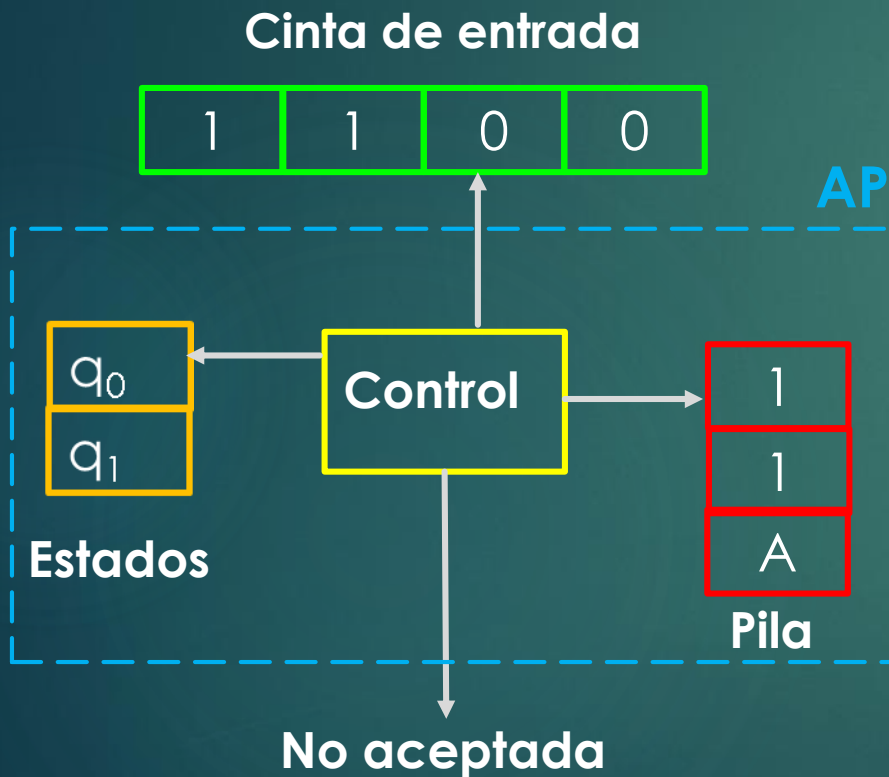 Cinta de entrada
1 1 0 0
AP
q₀
q₁
Estados
Control
1
1
A
Pila
No aceptada